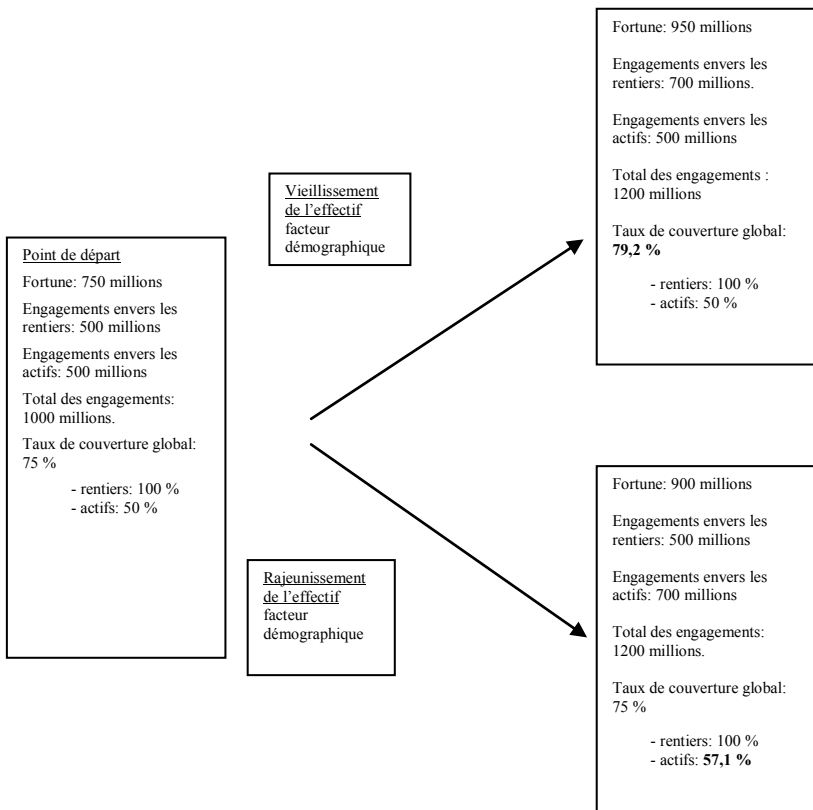 Point de départ
Fortune: 750 millions
Engagements envers les
rentiers: 500 millions
Engagements envers les
actifs: 500 millions
Total des engagements:
1000 millions.
Taux de couverture global:
75 %
- rentiers: 100 %
- actifs: 50 %
Vieillissement
de l’effectif
facteur
démographique
Fortune: 950 millions
Engagements envers les
rentiers: 700 millions.
Engagements envers les
actifs: 500 millions
Total des engagements :
1200 millions
Taux de couverture global:
79,2 %
- rentiers: 100 %
- actifs: 50 %
Rajeunissement
de l’effectif
facteur
démographique
Fortune: 900 millions
Engagements envers les
rentiers: 500 millions
Engagements envers les
actifs: 700 millions
Total des engagements:
1200 millions.
Taux de couverture global:
75 %
- rentiers: 100 %
- actifs: 57,1 %